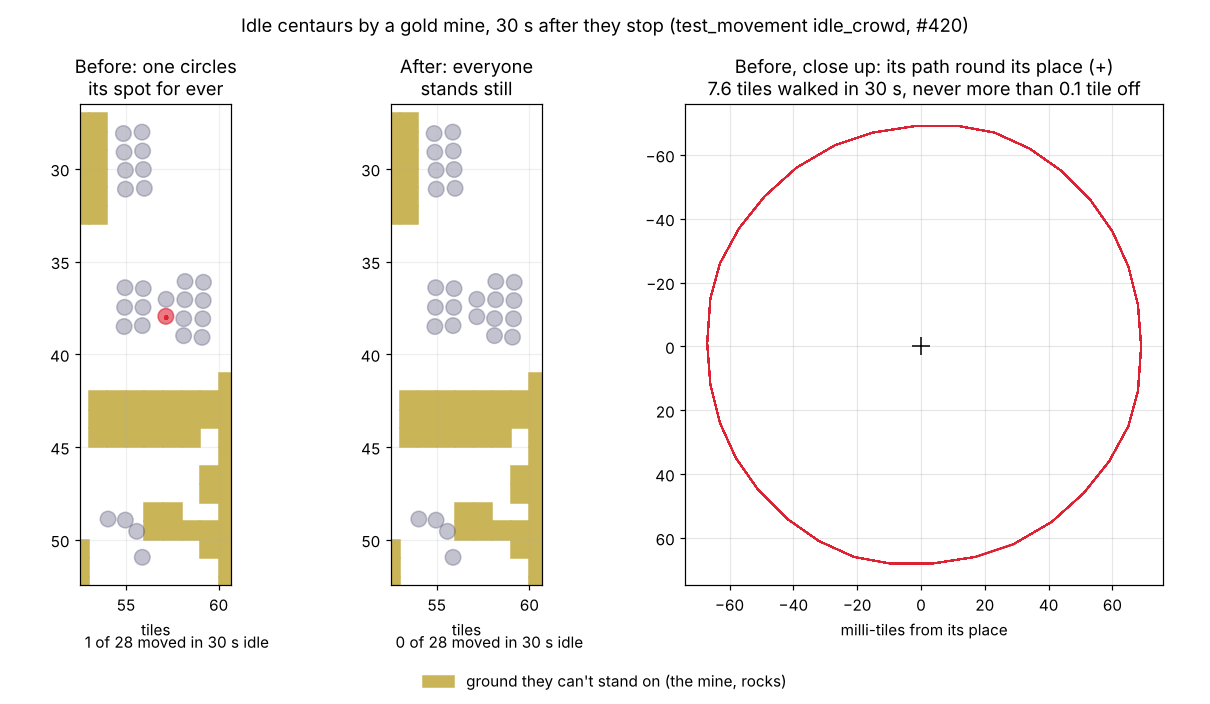 Idle centaurs by a gold mine, 30 s after they stop (test_movement idle_crowd, #420)
Before: one circles
its spot for ever
After: everyone
stands still
Before, close up: its path round its place (+)
7.6 tiles walked in 30 s, never more than 0.1 tile off
30
35
40
45
50
55
60
tiles
1 of 28 moved in 30 s idle
30
35
40
45
50
55
60
tiles
0 of 28 moved in 30 s idle
−60
−40
−20
0
20
40
60
−60
−40
−20
0
20
40
60
milli-tiles from its place
ground they can't stand on (the mine, rocks)